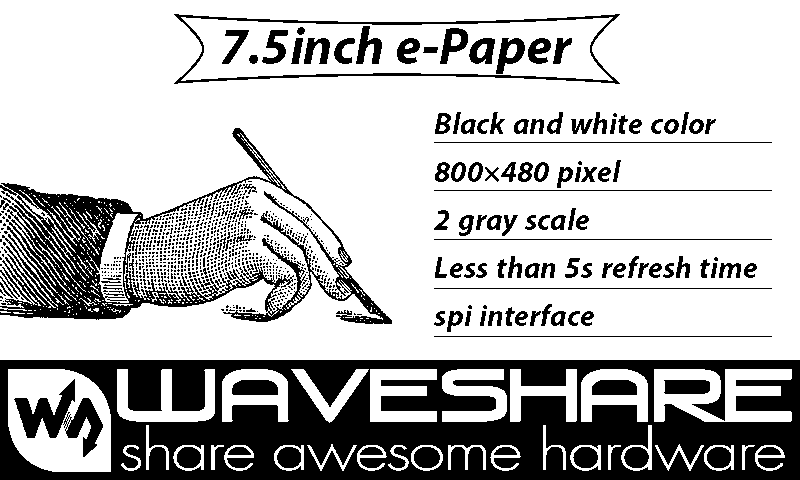 7.5inch e-Paper
Black and white color
800×480 pixel
2 gray scale
Less than 5s refresh time
spi interface
WAVESHARE
share awesome hardware